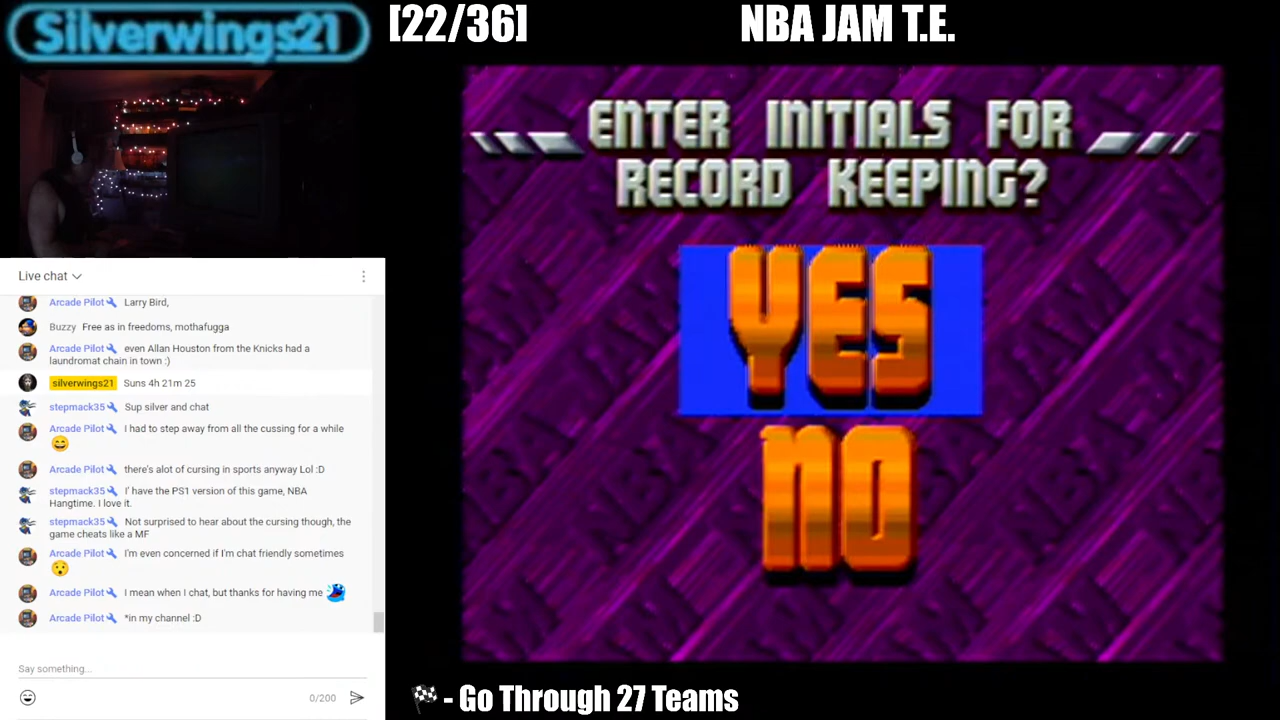 Silverwings21
[22/36]
NBA JAM T.E.
ENTER INITIALS FOR
RECORD KEEPING?
YES
NO
Live chat
Arcade Pilot Larry Bird,
Buzzy Free as in freedoms, mothafugga
Arcade Pilot even Allan Houston from the Knicks had a
laundromat chain in town :)
silverwings21 Suns 4h 21m 25
stepmack35 Sup silver and chat
Arcade Pilot I had to step away from all the cussing for a while
Arcade Pilot there's alot of cursing in sports anyway Lol :D
stepmack35 I' have the PS1 version of this game, NBA
Hangtime. I love it.
stepmack35 Not surprised to hear about the cursing though, the
game cheats like a MF
Arcade Pilot I'm even concerned if I'm chat friendly sometimes
Arcade Pilot I mean when I chat, but thanks for having me
Arcade Pilot *in my channel :D
Say something...
0/200
- Go Through 27 Teams